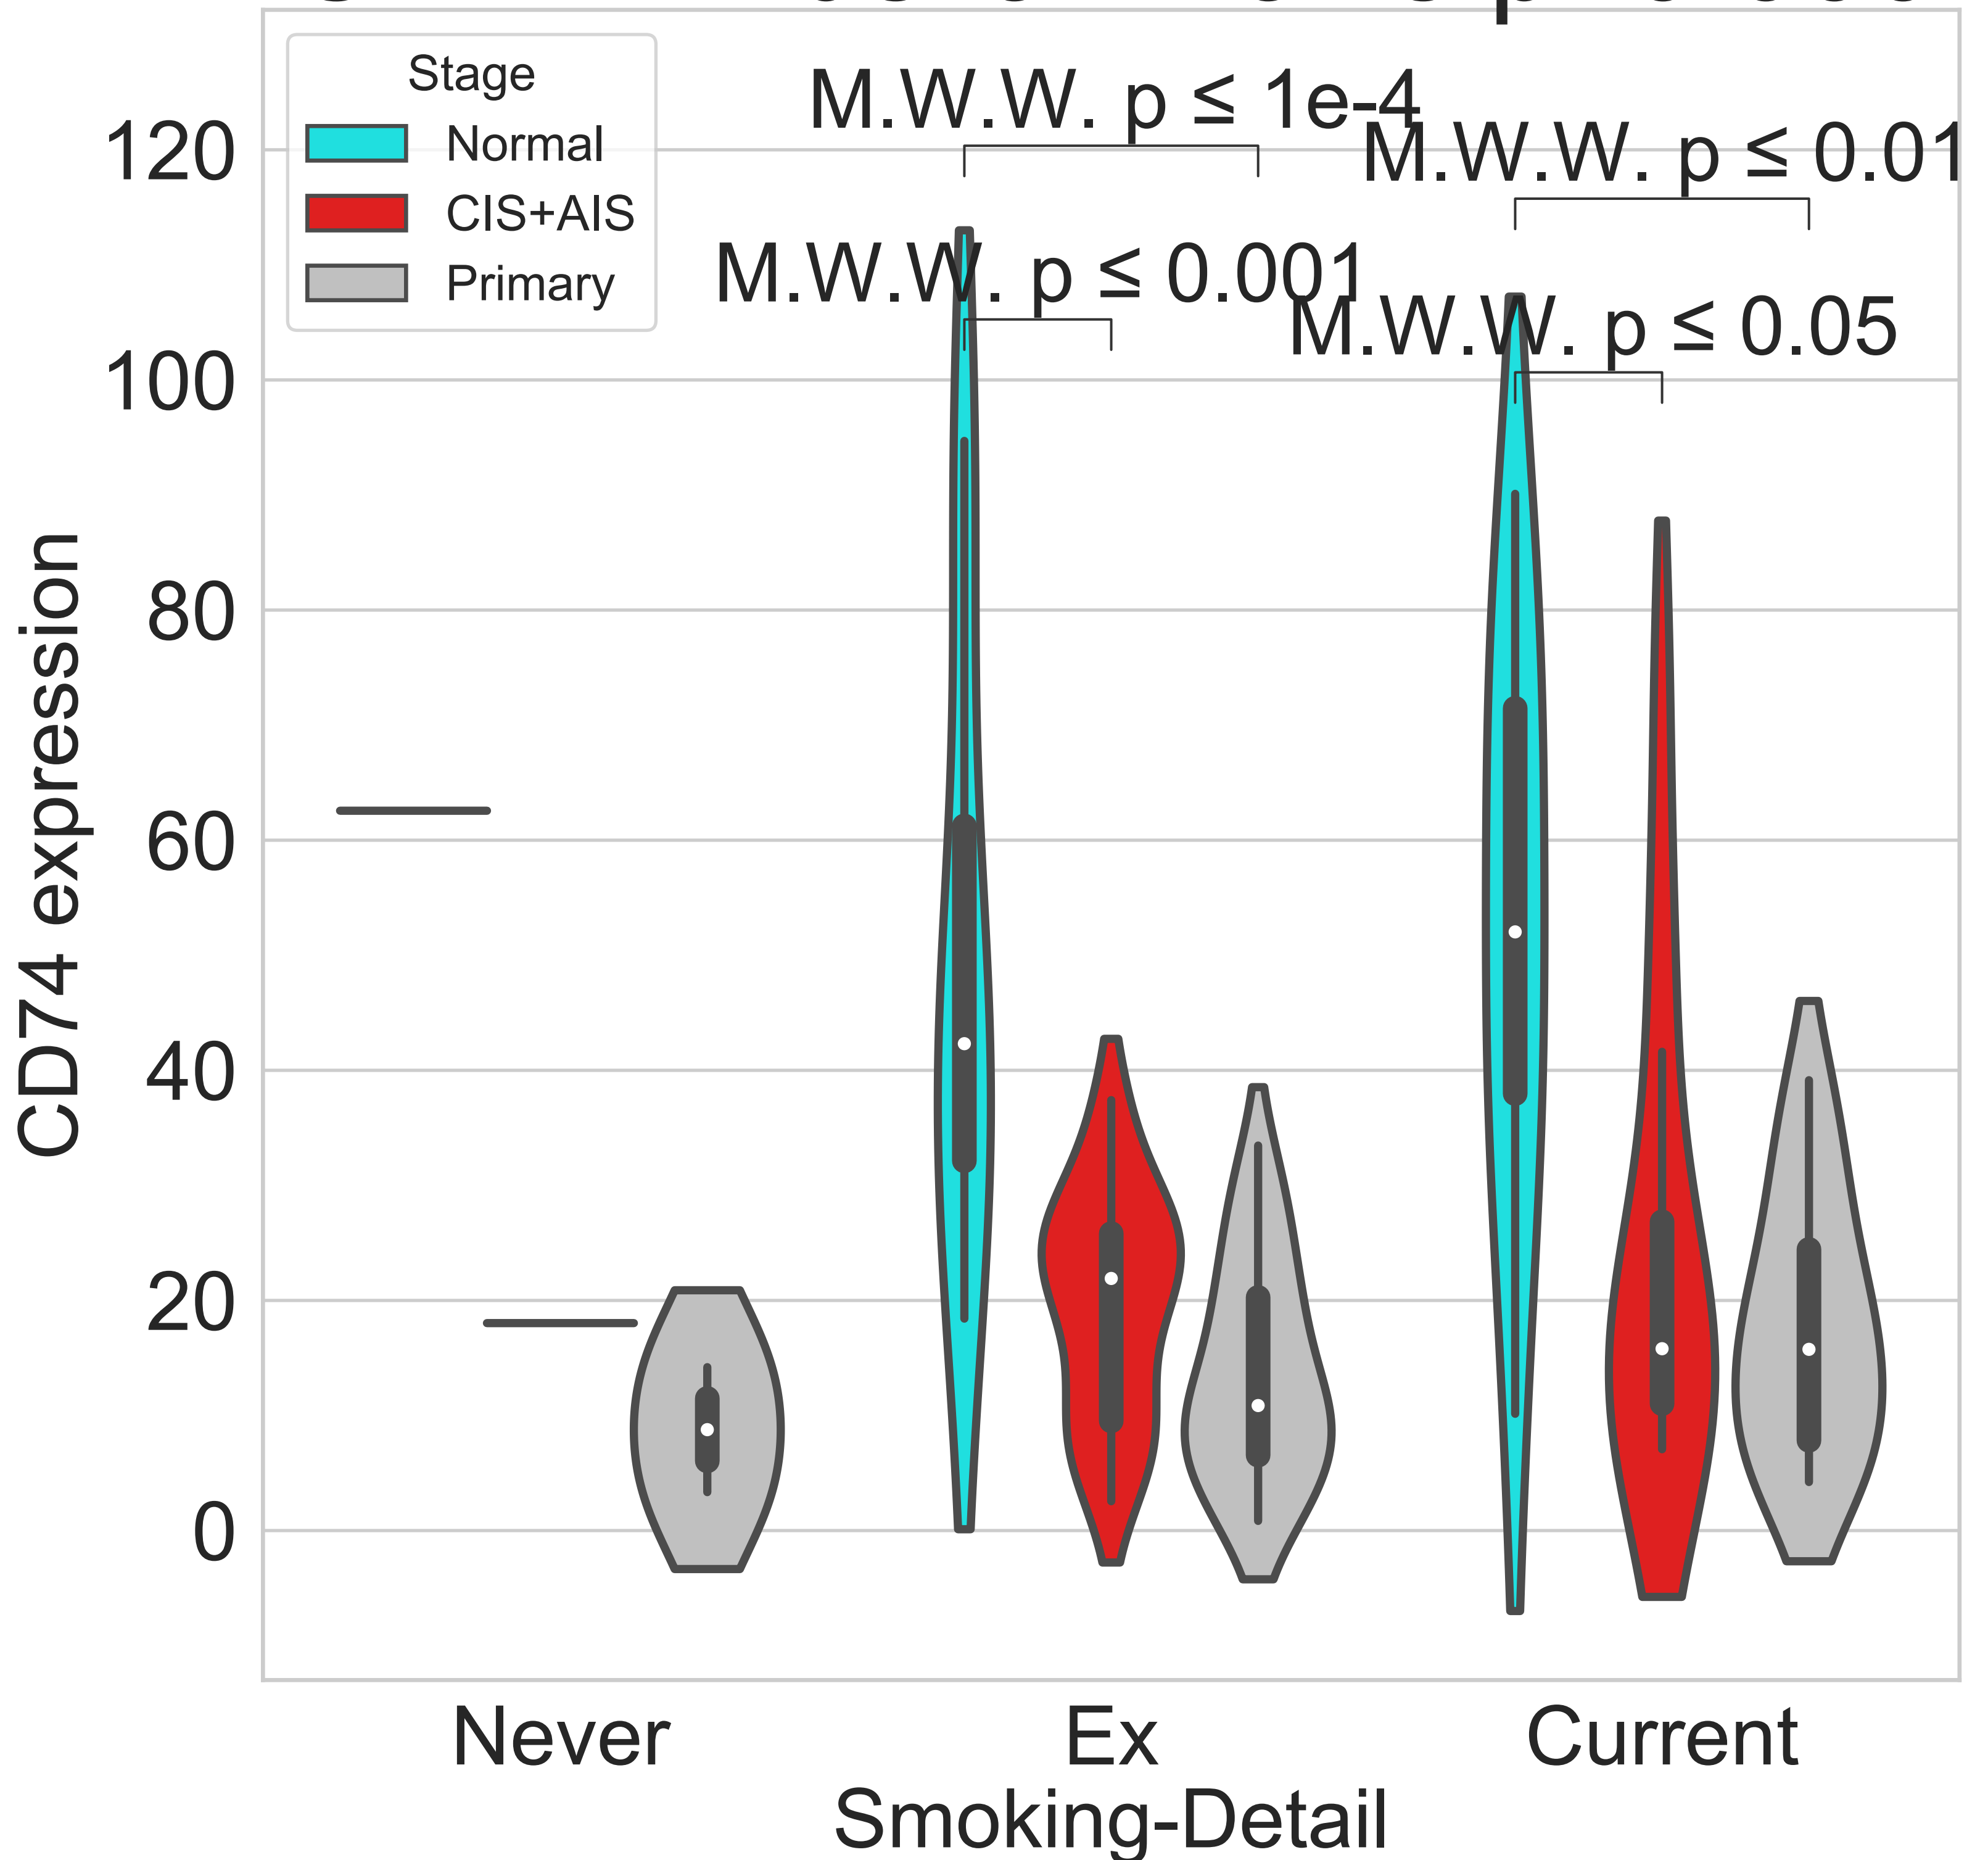 Stage
Normal
CIS+AIS
Primary
M.W.W. p ≤ 1e-4
M.W.W. p ≤ 0.01
M.W.W. p ≤ 0.001
M.W.W. p ≤ 0.05
120
100
80
60
40
20
0
CD74 expression
Never
Ex
Current
Smoking-Detail